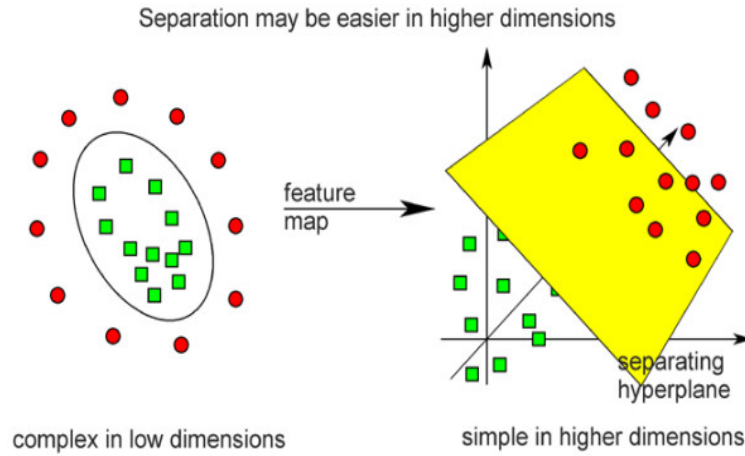 Separation may be easier in higher dimensions
feature
map
separating
hyperplane
complex in low dimensions
simple in higher dimensions